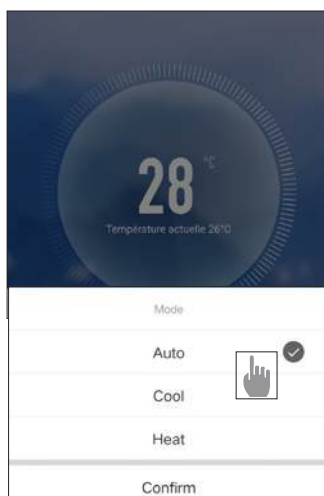 28 °C
Température actuelle 26°C
Mode
Auto
Cool
Heat
Confirm